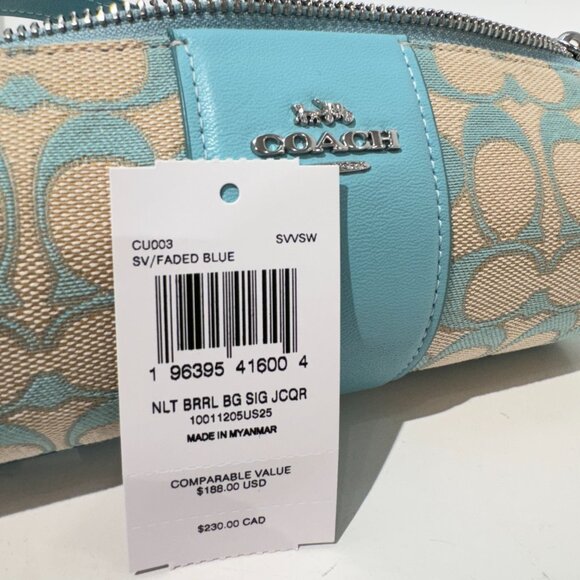 COACH
CU003 SVVSW
SV/FADED BLUE
1 96395 41600 4
NLT BRRL BG SIG JCQR
10011205US25
MADE IN MYANMAR
COMPARABLE VALUE
$188.00 USD
$230.00 CAD